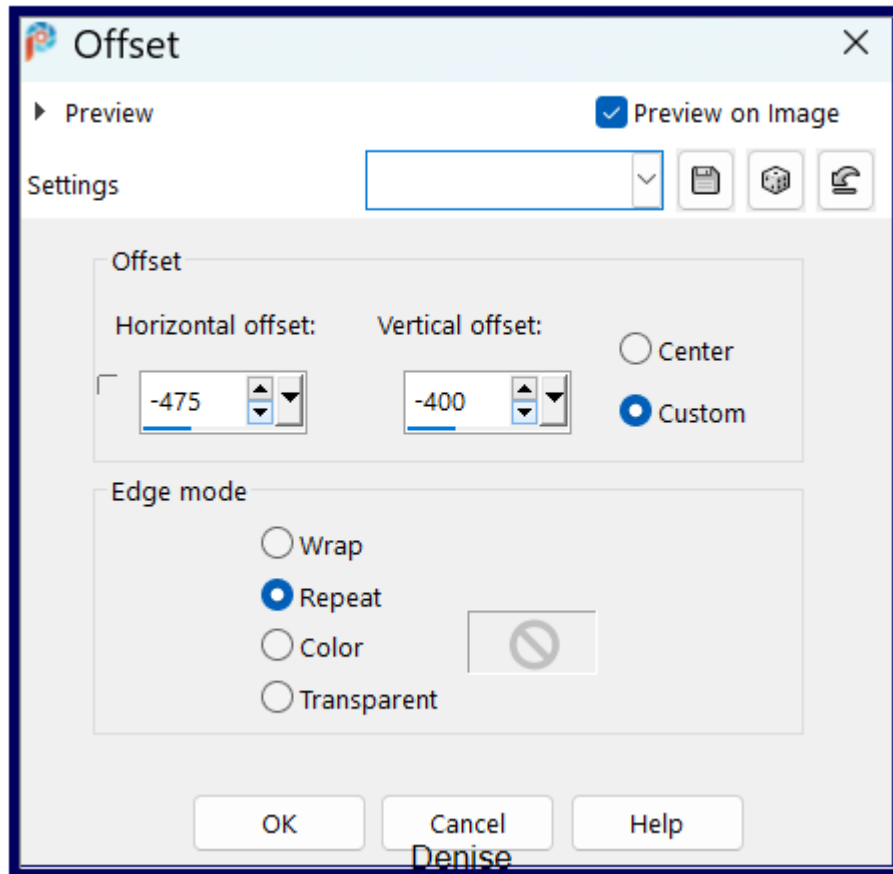 Offset
Preview Preview on Image
Settings
Offset
Horizontal offset: Vertical offset:
Center
-475 -400
Custom
Edge mode
Wrap
Repeat
Color
Transparent
OK Cancel Help
Denise